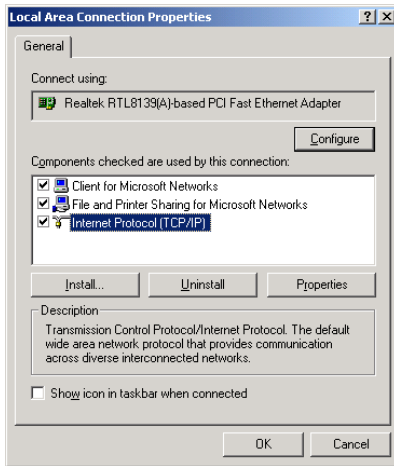 Local Area Connection Properties
General
Connect using:
Realtek RTL8139(A)-based PCI Fast Ethernet Adapter
Configure
Components checked are used by this connection:
Client for Microsoft Networks
File and Printer Sharing for Microsoft Networks
Internet Protocol (TCP/IP)
Install... Uninstall Properties
Description
Transmission Control Protocol/Internet Protocol. The default
wide area network protocol that provides communication
across diverse interconnected networks.
Show icon in taskbar when connected
OK Cancel